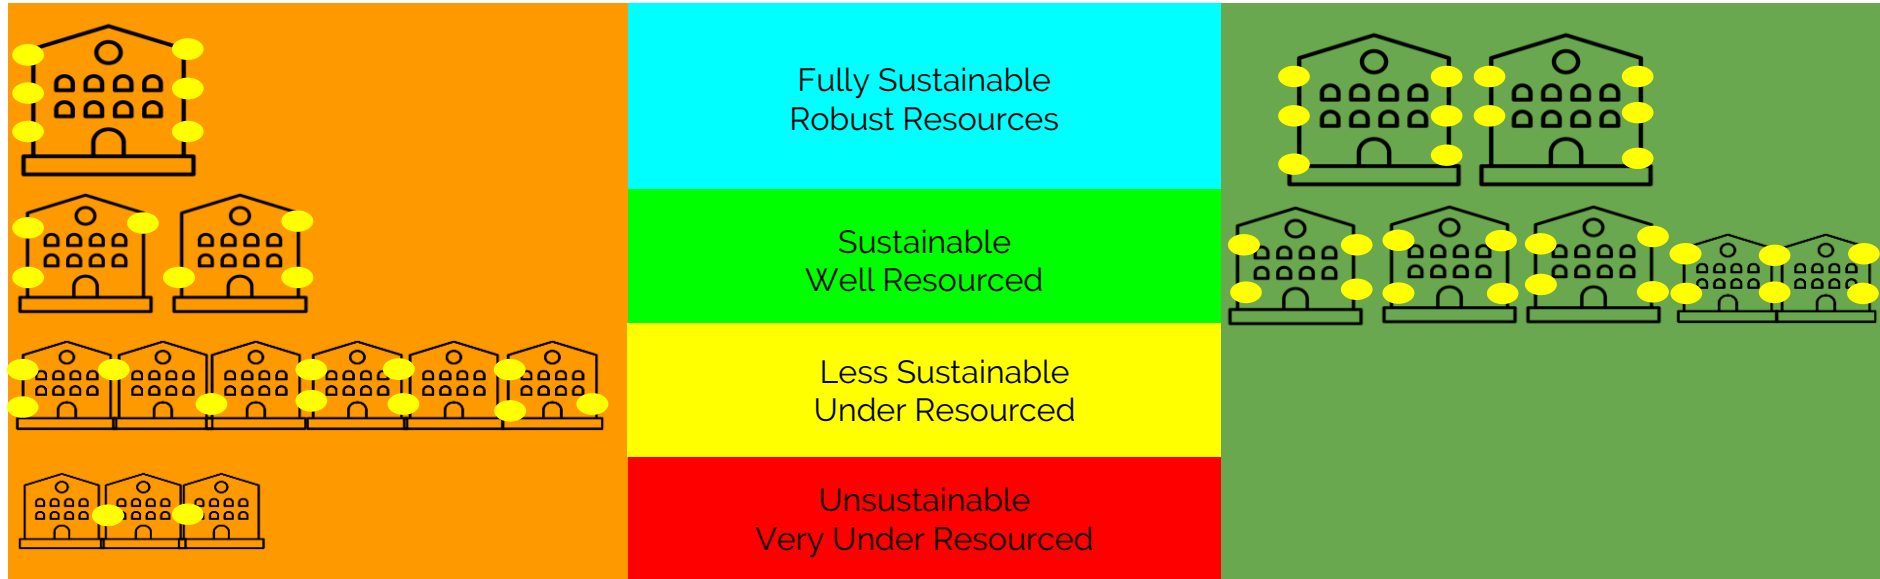 Fully Sustainable
Robust Resources
Sustainable
Well Resourced
Less Sustainable
Under Resourced
Unsustainable
Very Under Resourced